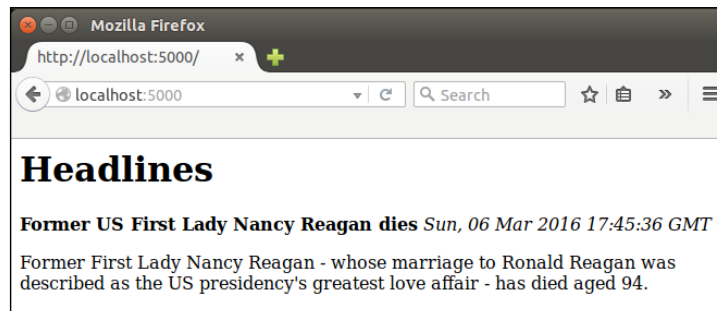 Mozilla Firefox
http://localhost:5000/
localhost:5000
Search
Headlines
Former US First Lady Nancy Reagan dies Sun, 06 Mar 2016 17:45:36 GMT
Former First Lady Nancy Reagan - whose marriage to Ronald Reagan was
described as the US presidency's greatest love affair - has died aged 94.